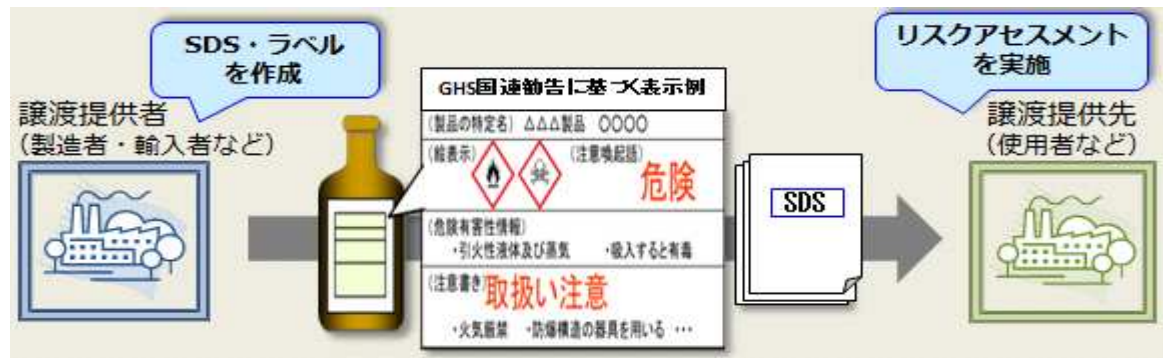 SDS・ラベル
を作成
譲渡提供者
(製造者・輸入者など)
GHS国連勧告に基づく表示例
(製品の特定名) △△△製品 ○○○○
(絵表示)
(注意喚起語)
危険
(危険有害性情報)
・引火性液体及び蒸気 ・吸入すると有毒
(注意書き)取扱い注意
・火気厳禁 ・防爆構造の器具を用いる …
SDS
リスクアセスメント
を実施
譲渡提供先
(使用者など)